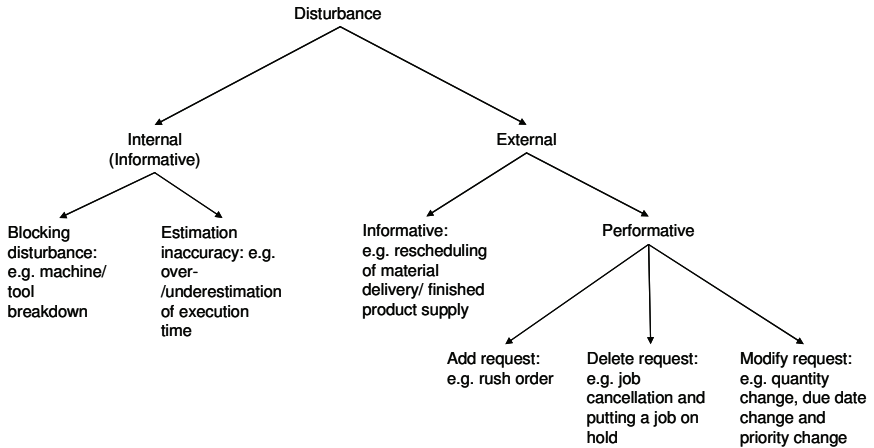 Disturbance
Internal
(Informative)
External
Blocking
disturbance:
e.g. machine/
tool
breakdown
Estimation
inaccuracy: e.g.
over-
/underestimation
of execution
time
Informative:
e.g. rescheduling
of material
delivery/ finished
product supply
Performative
Add request:
e.g. rush order
Delete request:
e.g. job
cancellation and
putting a job on
hold
Modify request:
e.g. quantity
change, due date
change and
priority change